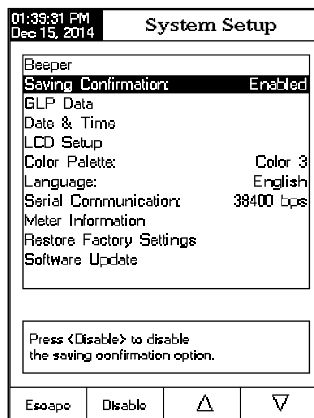 01:39:31 PM
Dec 15, 2014
System Setup
Beeper
Saving Confirmation: Enabled
GLP Data
Date & Time
LCD Setup
Color Palette: Color 3
Language: English
Serial Communication: 38400 bps
Meter Information
Restore Factory Settings
Software Update
Press <Disable> to disable
the saving confirmation option.
Escape Disable △ ▽